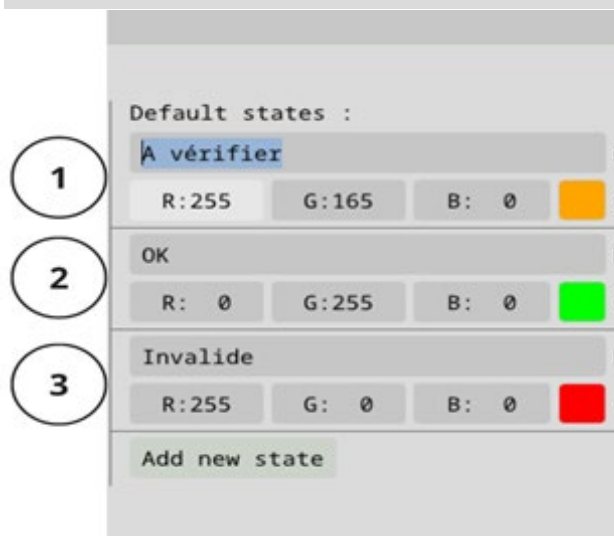 Default states :
1
A vérifier
R:255 G:165 B: 0
2
OK
R: 0 G:255 B: 0
3
Invalide
R:255 G: 0 B: 0
Add new state